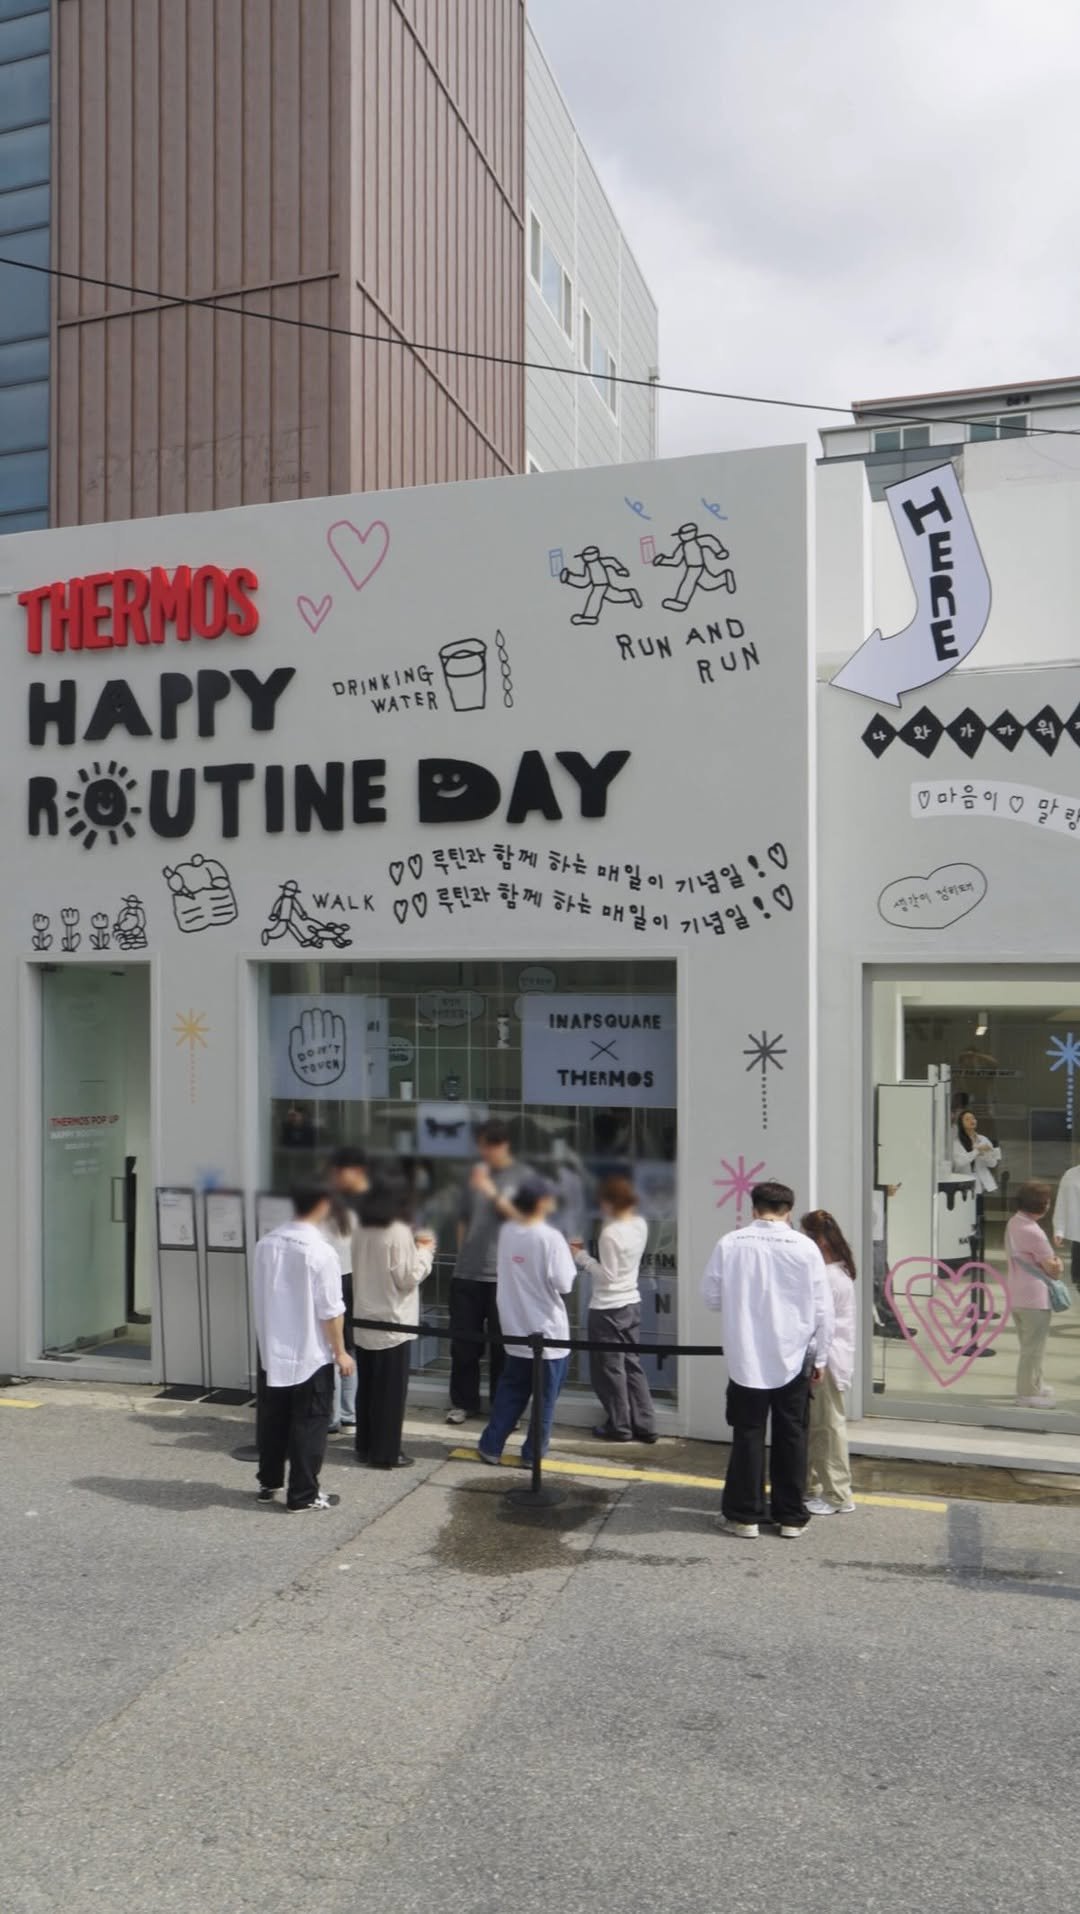 THERMOS
HAPPY
ROUTINE DAY
DRINKING
WATER
RUN AND
RUN
WALK
♡♡ 루틴과 함께 하는 매일이 기념일!♡
♡♡ 루틴과 함께 하는 매일이 기념일!♡
HERE
나와가까워
♡마음이♡말랑
생각이 정리돼
DON'T
TOUCH
INAPSQUARE
X
THERMOS
THERMOS POP UP